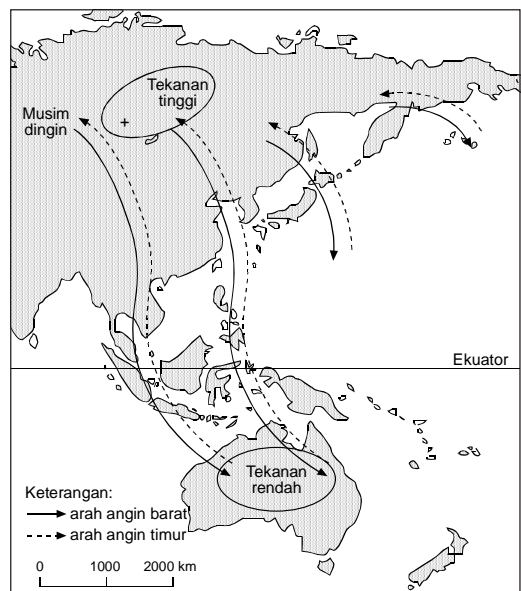 Tekanan
tinggi
Musim
dingin
+
Ekuator
Tekanan
rendah
Keterangan:
arah angin barat
arah angin timur
0 1000 2000 km